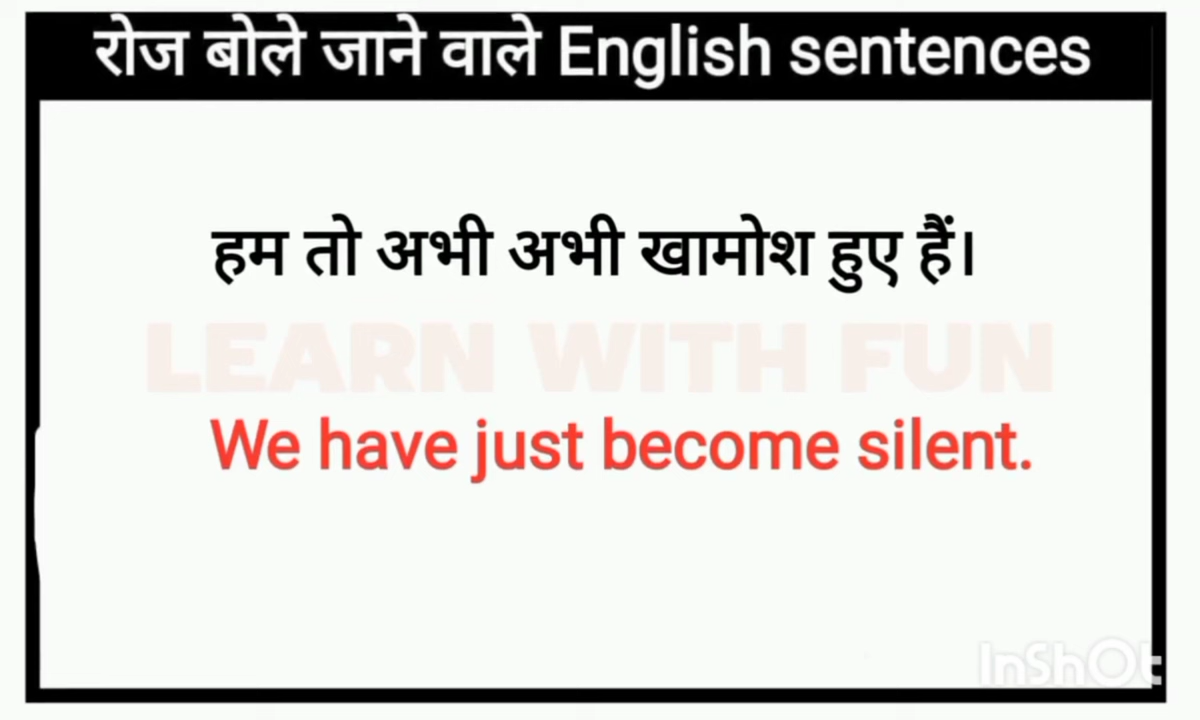 रोज बोले जाने वाले English sentences
हम तो अभी अभी खामोश हुए हैं।
LEARN WITH FUN
We have just become silent.
InShOt